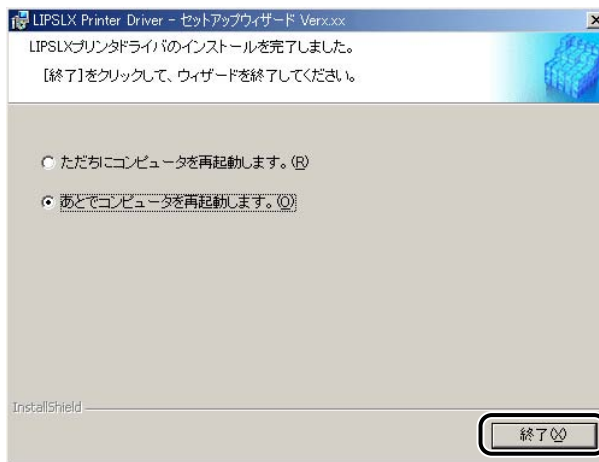 LIPSLX Printer Driver - セットアップウィザード Verx.xx
LIPSLXプリンタドライバのインストールを完了しました。
[終了]をクリックして、ウィザードを終了してください。
ただちにコンピュータを再起動します。(R)
あとでコンピュータを再起動します。(O)
InstallShield
終了(X)